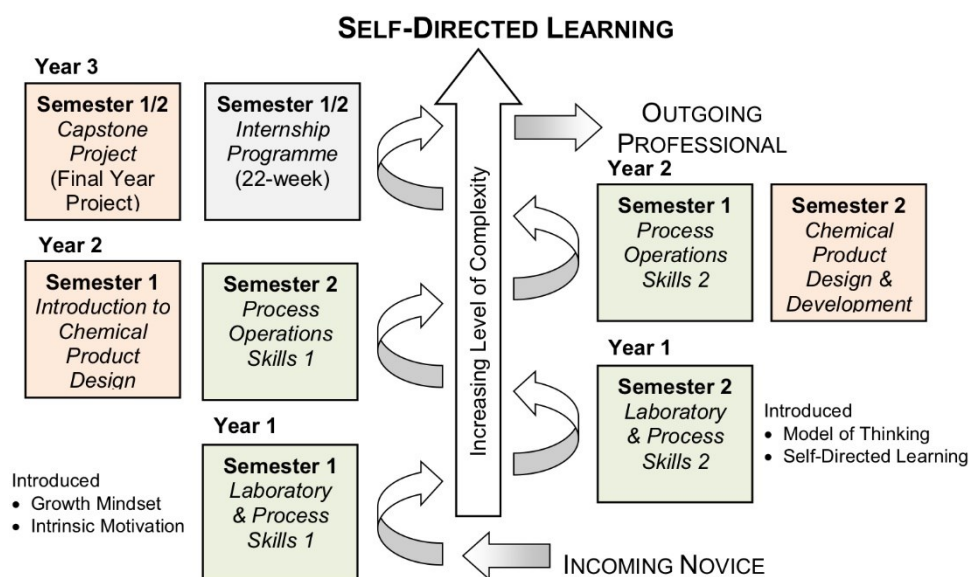 SELF-DIRECTED LEARNING
Year 3
Semester 1/2
Capstone
Project
(Final Year
Project)
Semester 1/2
Internship
Programme
(22-week)
OUTGOING
PROFESSIONAL
Year 2
Semester 1
Process
Operations
Skills 2
Semester 2
Chemical
Product
Design &
Development
Year 2
Semester 1
Introduction to
Chemical
Product
Design
Semester 2
Process
Operations
Skills 1
Increasing Level of Complexity
Year 1
Semester 2
Laboratory
& Process
Skills 2
Introduced
• Model of Thinking
• Self-Directed Learning
Year 1
Semester 1
Laboratory
& Process
Skills 1
Introduced
• Growth Mindset
• Intrinsic Motivation
INCOMING NOVICE